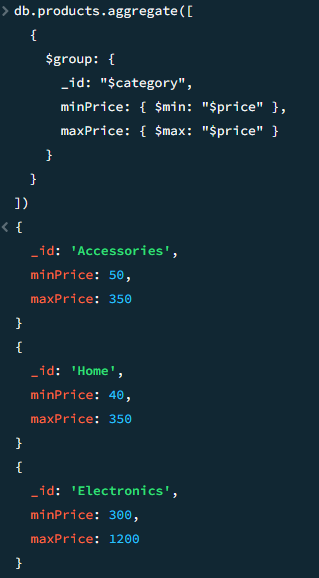 > db.products.aggregate([
{
$group: {
_id: "$category",
minPrice: { $min: "$price" },
maxPrice: { $max: "$price" }
}
}
])
< {
_id: 'Accessories',
minPrice: 50,
maxPrice: 350
}
{
_id: 'Home',
minPrice: 40,
maxPrice: 350
}
{
_id: 'Electronics',
minPrice: 300,
maxPrice: 1200
}